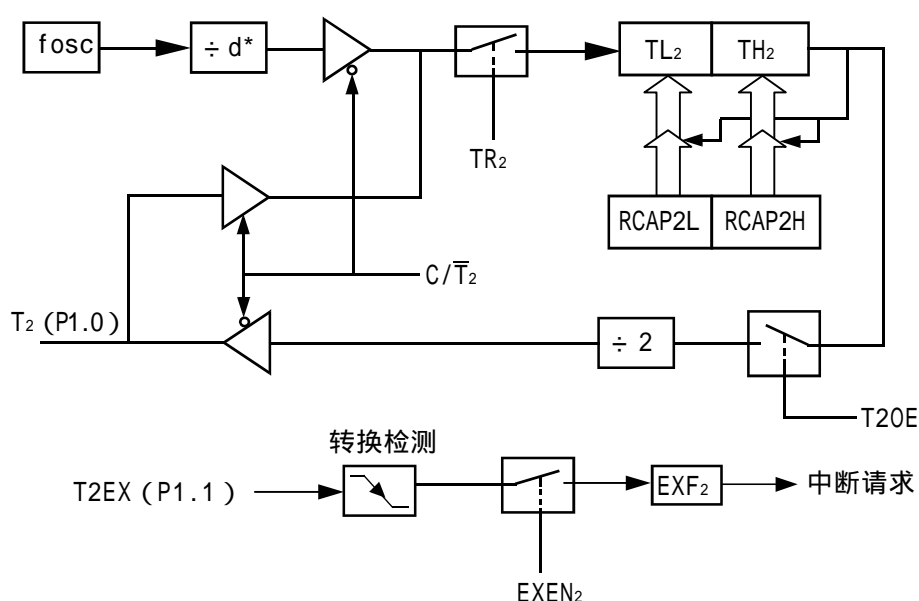 fosc
÷ d*
TL2
TH2
TR2
RCAP2L
RCAP2H
C/T̅2
T2 (P1.0)
÷ 2
T2OE
转换检测
T2EX (P1.1)
EXF2
中断请求
EXEN2